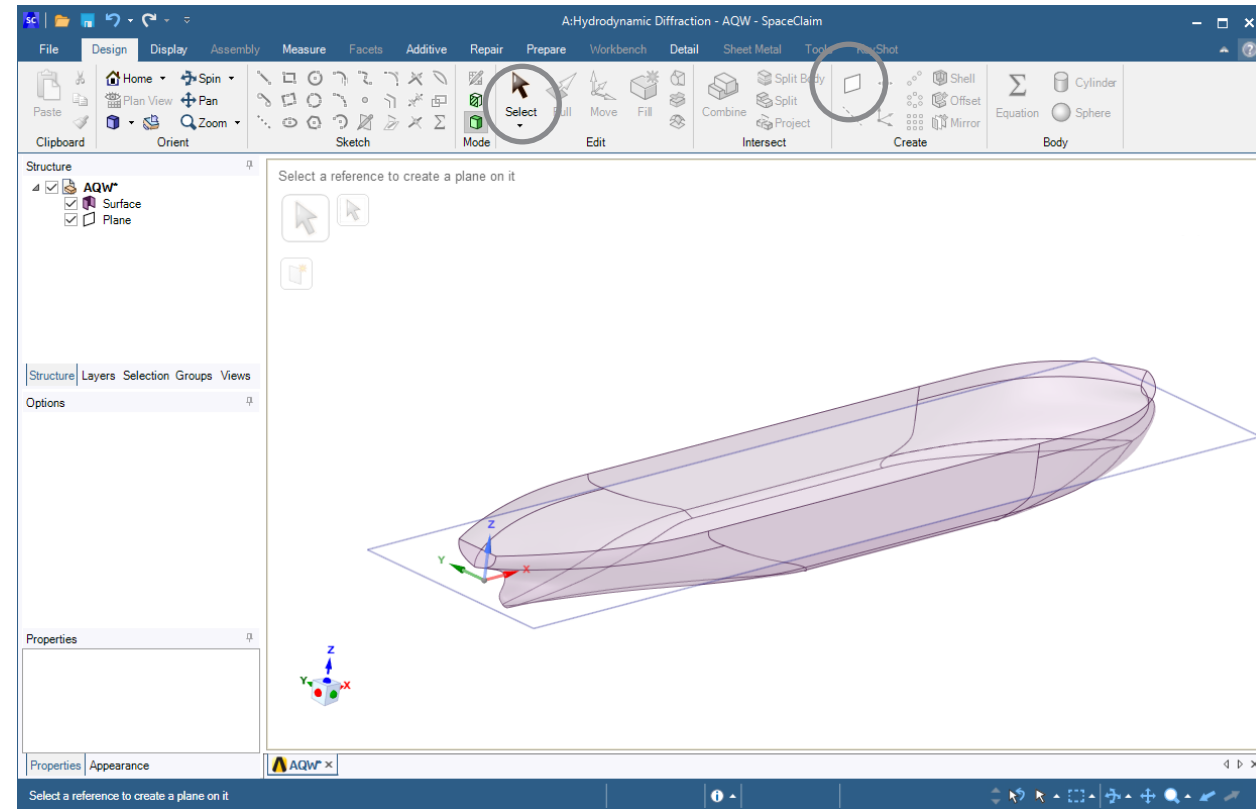 SC A:Hydrodynamic Diffraction - AQW - SpaceClaim
File Design Display Assembly Measure Facets Additive Repair Prepare Workbench Detail Sheet Metal Tools KeyShot ?
Paste Home Spin Select Pull Move Fill Combine Split Body Shell Equation Cylinder
Plan View Pan Split Offset Sphere
Zoom Project Mirror
Clipboard Orient Sketch Mode Edit Intersect Create Body
Structure
AQW*
Surface
Plane
Select a reference to create a plane on it
Structure Layers Selection Groups Views
Options
Z
Y
X
Properties
Z
Y X
Properties Appearance
AQW* ×
Select a reference to create a plane on it